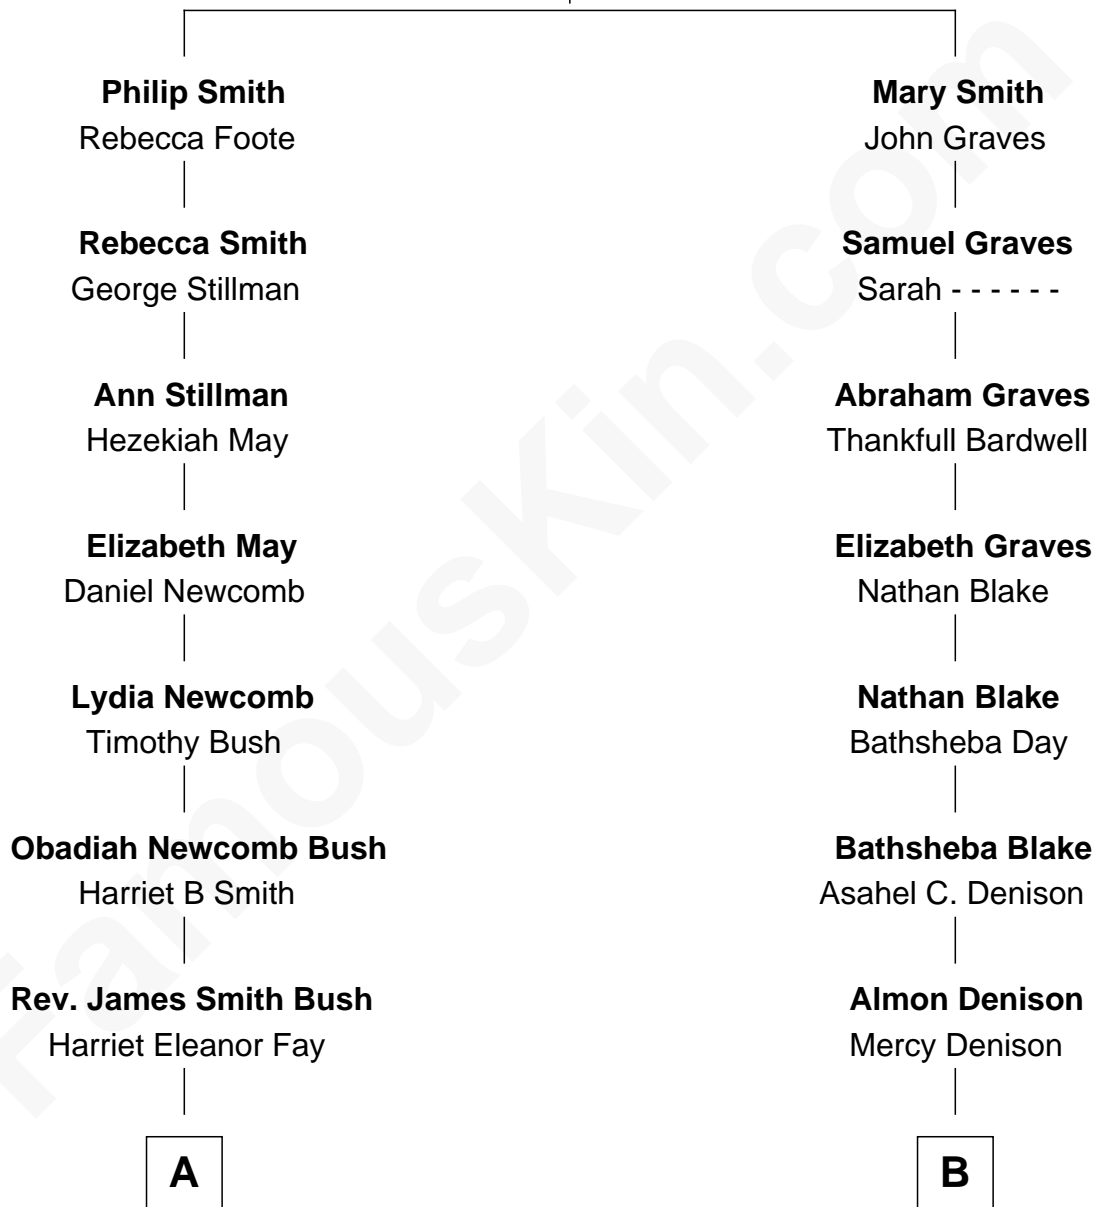 Philip Smith
Rebecca Foote
Rebecca Smith
George Stillman
Ann Stillman
Hezekiah May
Elizabeth May
Daniel Newcomb
Lydia Newcomb
Timothy Bush
Obadiah Newcomb Bush
Harriet B Smith
Rev. James Smith Bush
Harriet Eleanor Fay
A
Mary Smith
John Graves
Samuel Graves
Sarah - - - - - -
Abraham Graves
Thankfull Bardwell
Elizabeth Graves
Nathan Blake
Nathan Blake
Bathsheba Day
Bathsheba Blake
Asahel C. Denison
Almon Denison
Mercy Denison
B
FamousKin.com